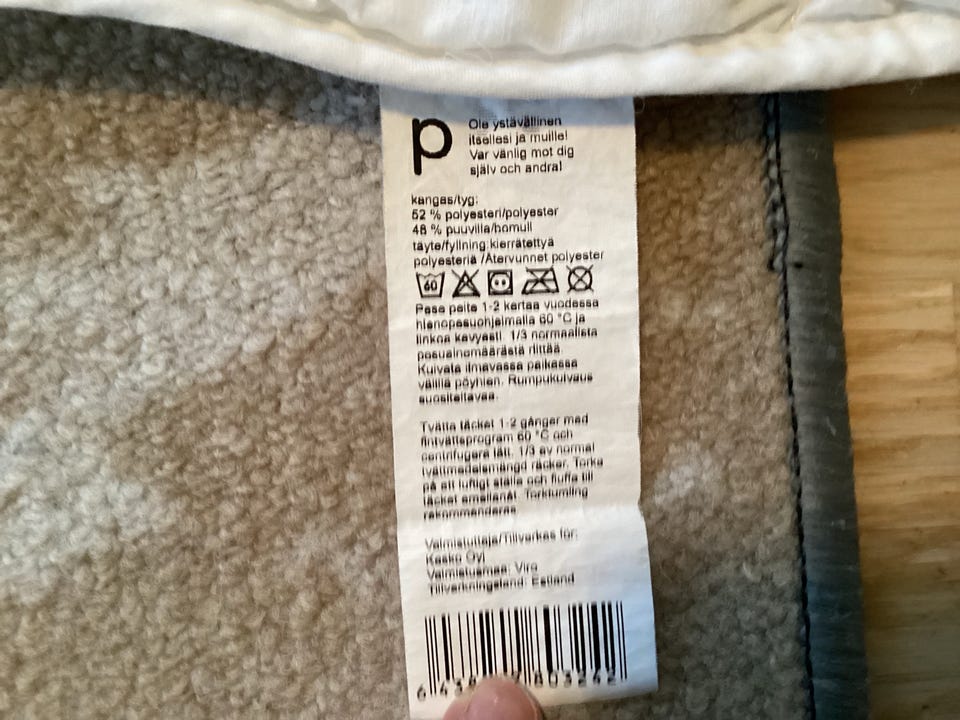 p
Ole ystävällinen
itsellesi ja muille!
Var vänlig mot dig
själv och andra!
kangas/tyg:
52 % polyesteri/polyester
48 % puuvilla/bomull
täyte/fyllning:kierrätettyä
polyesteriä /Återvunnet polyester
60
Pese peite 1-2 kertaa vuodessa
hienopesuohjelmalla 60 °C ja
linkoa kevyesti. 1/3 normaalista
pesuainemäärästä riittää.
Kuivata ilmavassa paikassa
välillä pöyhien. Rumpukuivaus
suositeltavaa.
Tvätta täcket 1-2 gånger med
fintvättsprogram 60 °C och
centrifugera lätt. 1/3 av normal
tvättmedelsmängd räcker. Torka
på ett luftigt ställe och fluffa till
täcket emellanåt. Torktumling
rekommenderas.
Valmistuttaja/Tillverkas för:
Kesko Oyj
Valmistusmaa: Viro
Tillverkningsland: Estland
803242